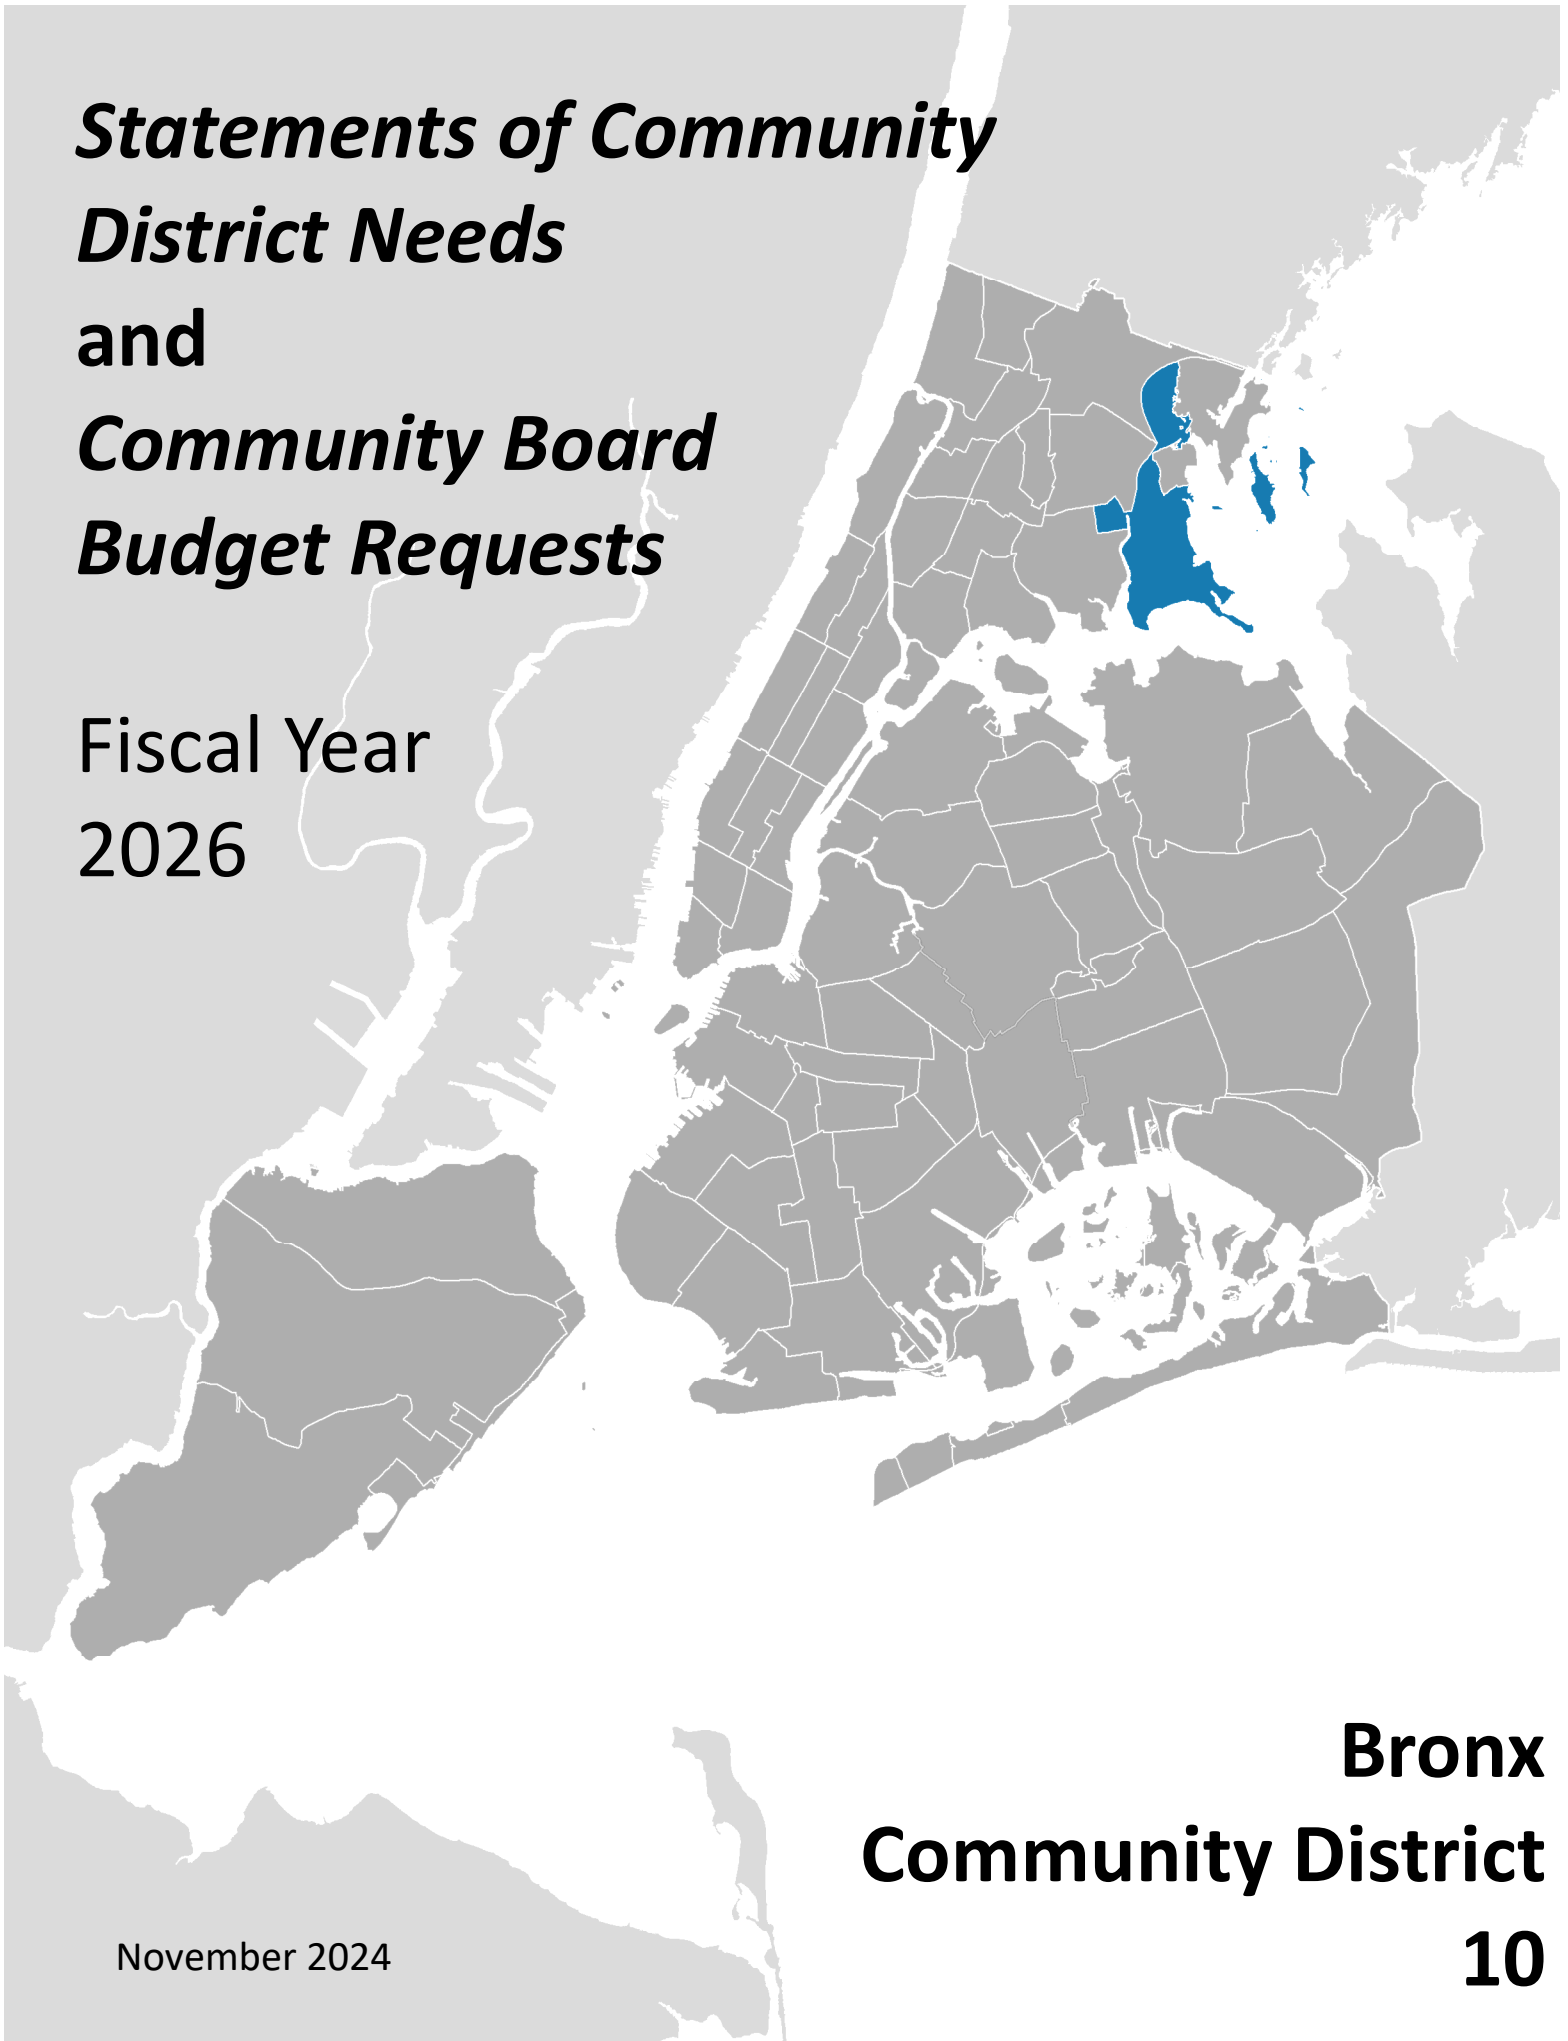 Statements of Community
District Needs
and
Community Board
Budget Requests
Fiscal Year
2026
Bronx
Community District
10
November 2024